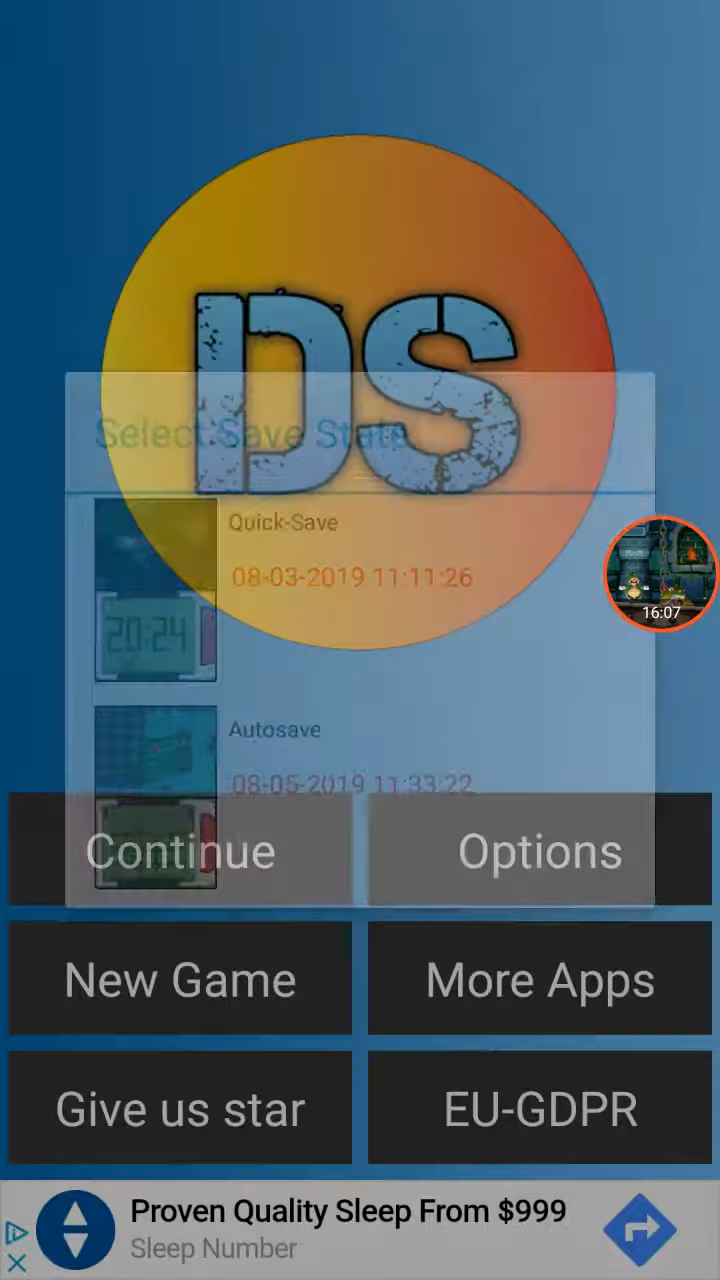 DS
Select Save State
Quick-Save
08-03-2019 11:11:26
20:24
16:07
Autosave
08-05-2019 11:33:22
Continue
Options
New Game
More Apps
Give us star
EU-GDPR
Proven Quality Sleep From $999
Sleep Number